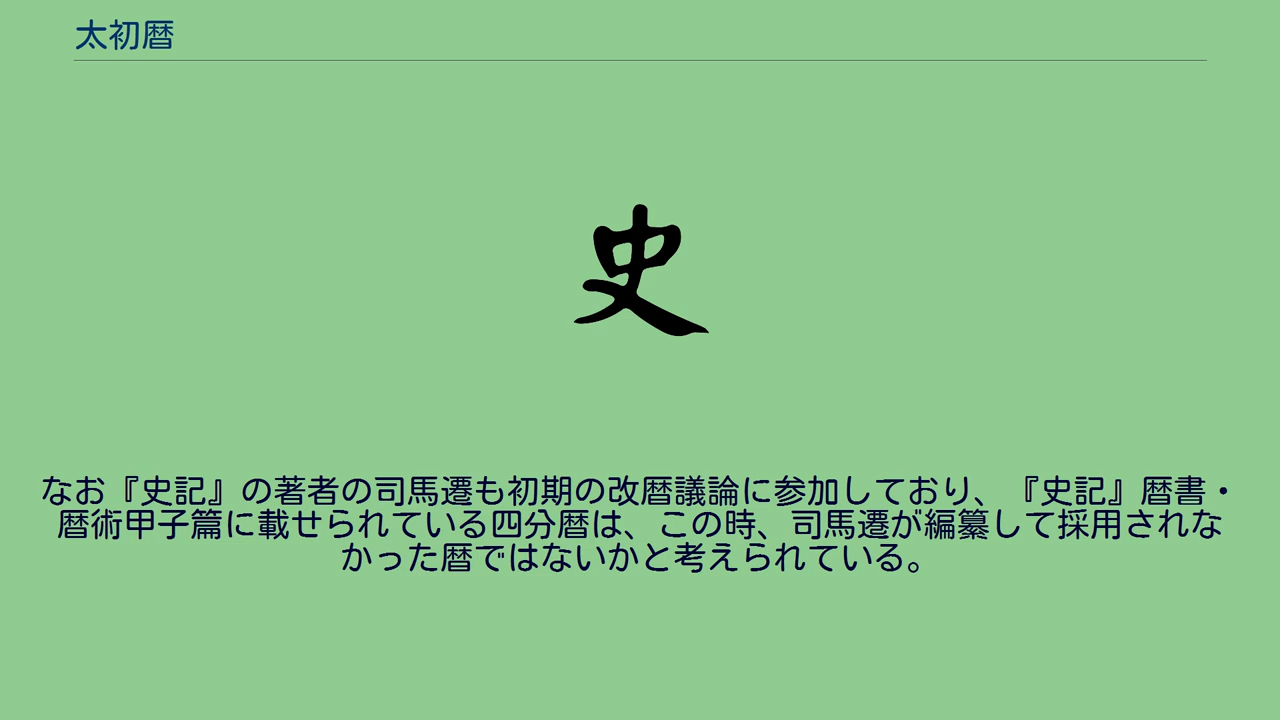 太初暦
史
なお『史記』の著者の司馬遷も初期の改暦議論に参加しており、『史記』暦書・
暦術甲子篇に載せられている四分暦は、この時、司馬遷が編纂して採用されな
かった暦ではないかと考えられている。